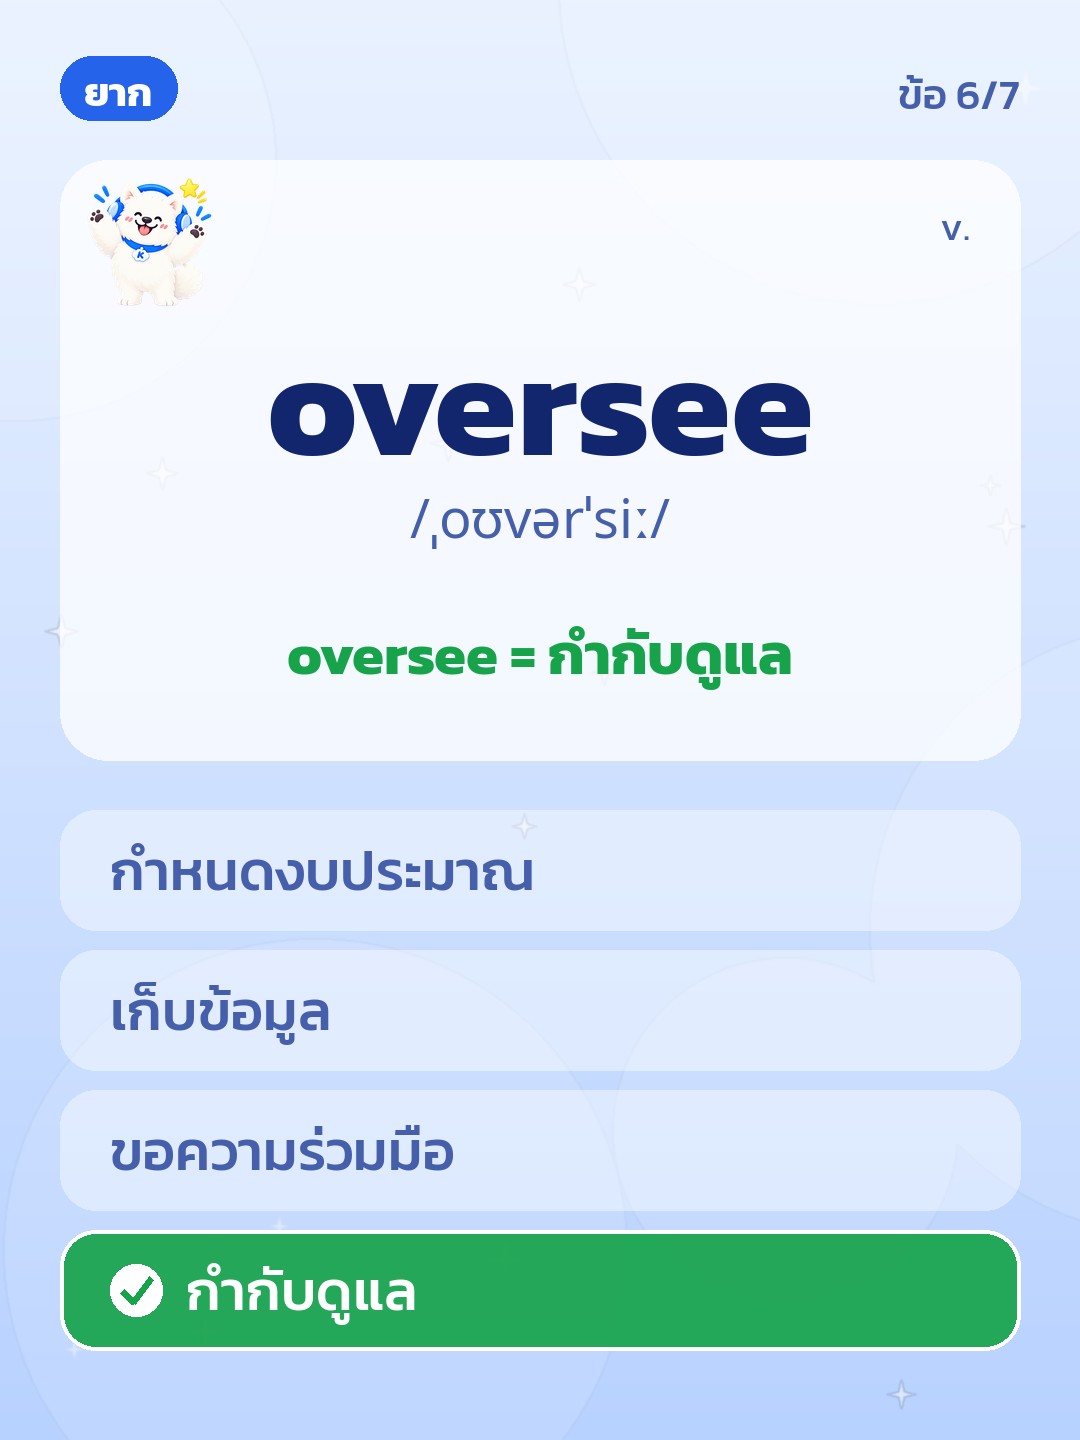 ยาก
ข้อ 6/7
K
v.
oversee
/ˌoʊvərˈsiː/
oversee = กำกับดูแล
กำหนดงบประมาณ
เก็บข้อมูล
ขอความร่วมมือ
กำกับดูแล